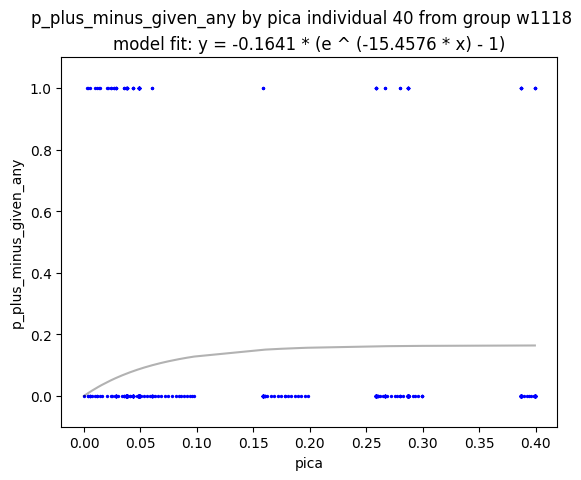 p_plus_minus_given_any by pica individual 40 from group w1118
model fit: y = -0.1641 * (e ^ (-15.4576 * x) - 1)
p_plus_minus_given_any
1.0
0.8
0.6
0.4
0.2
0.0
0.00 0.05 0.10 0.15 0.20 0.25 0.30 0.35 0.40
pica